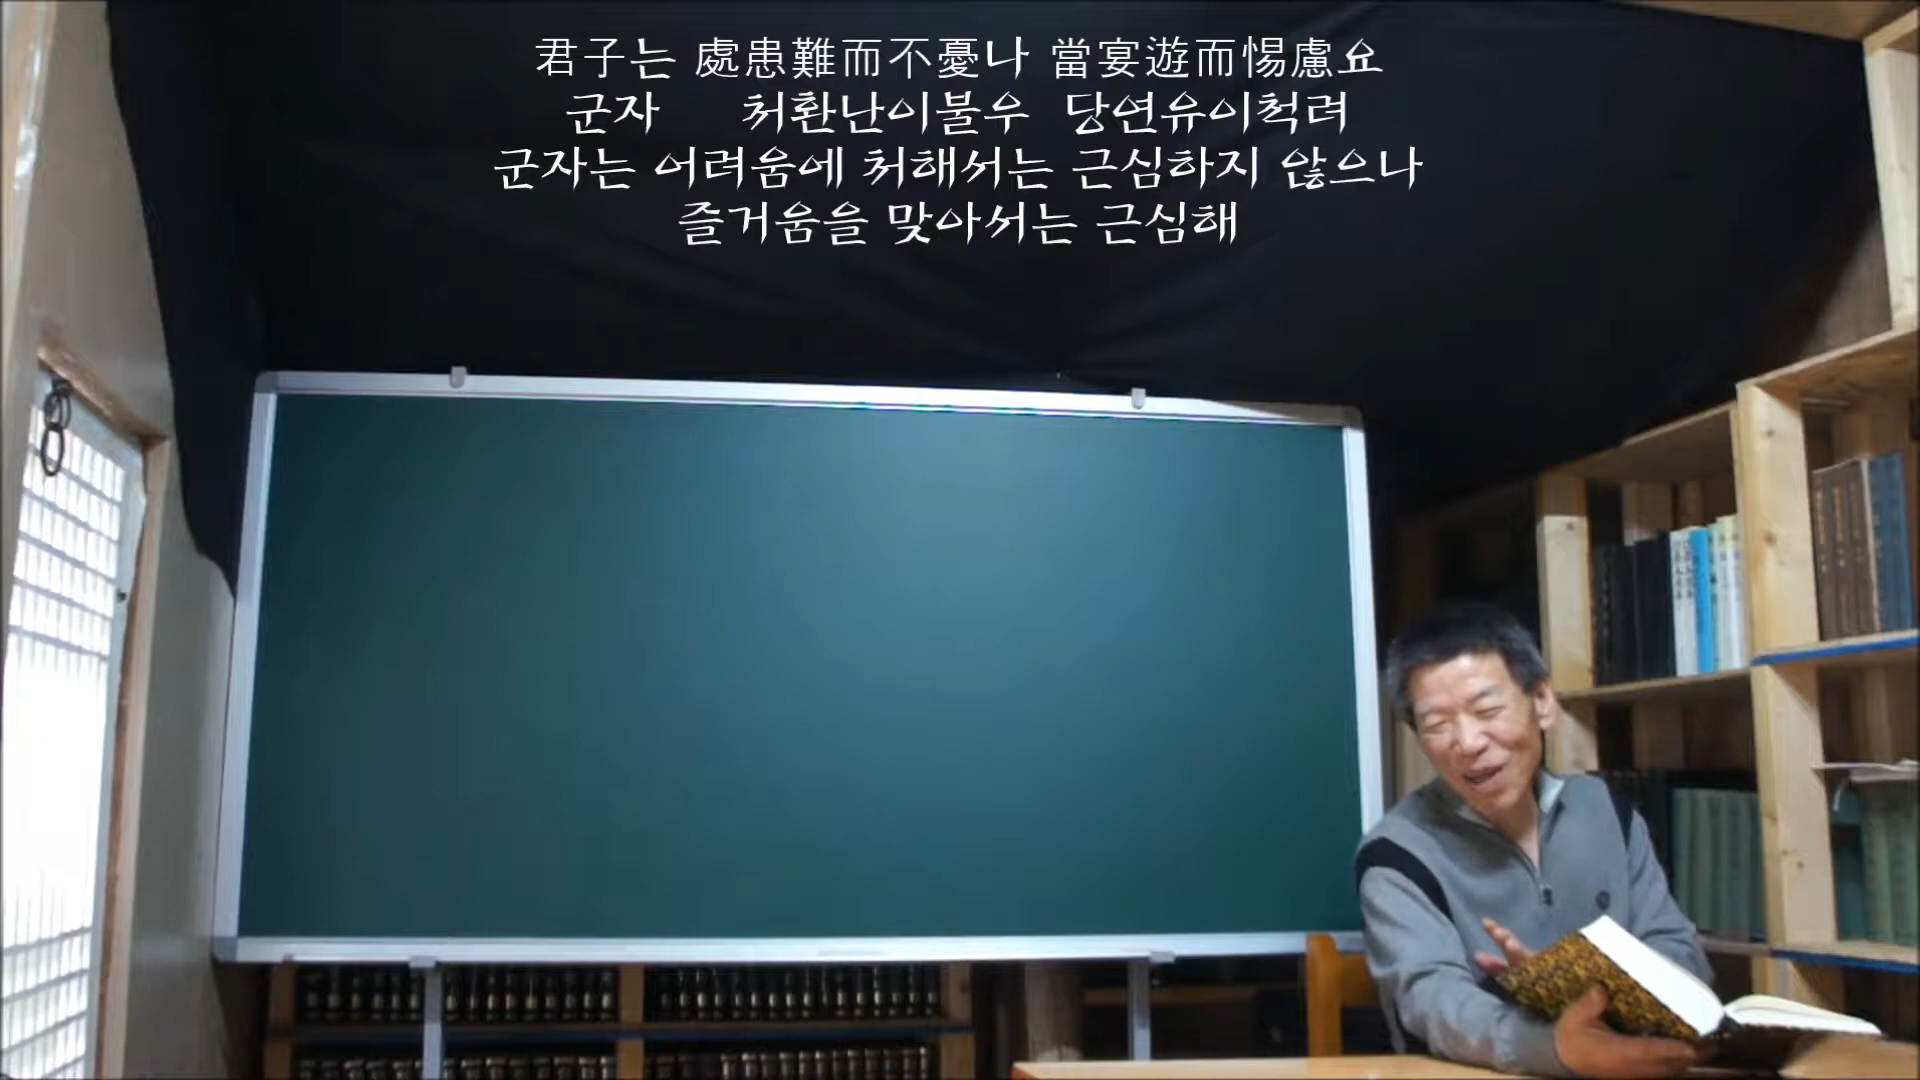 君子는 處患難而不憂나 當宴遊而惕慮요
군자 처환난이불우 당연유이척려
군자는 어려움에 처해서는 근심하지 않으나
즐거움을 맞아서는 근심해